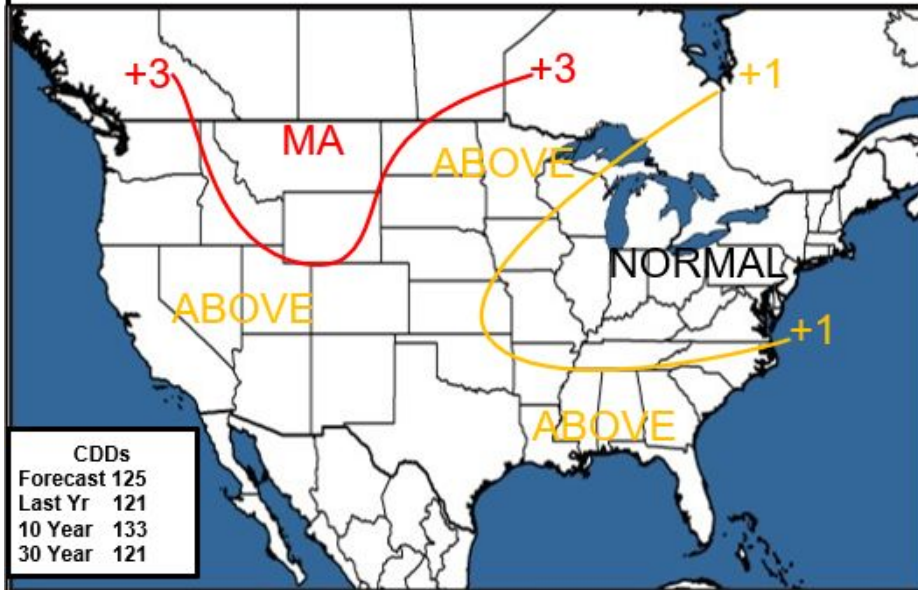 +3
+3
+1
MA
ABOVE
NORMAL
ABOVE
+1
ABOVE
CDDs
Forecast 125
Last Yr 121
10 Year 133
30 Year 121